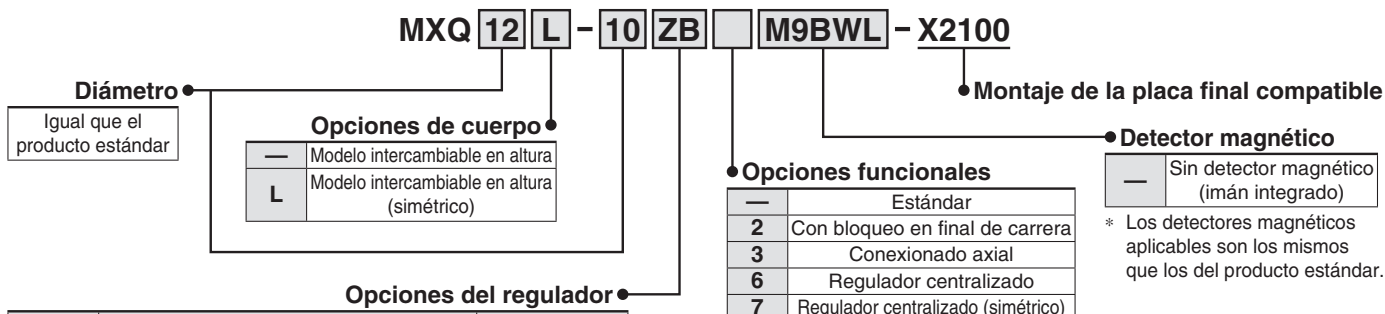 MXQ 12 L - 10 ZB M9BWL - X2100
Diámetro
Igual que el
producto estándar
Opciones de cuerpo
— Modelo intercambiable en altura
L Modelo intercambiable en altura
(simétrico)
Opciones del regulador
Opciones funcionales
— Estándar
2 Con bloqueo en final de carrera
3 Conexionado axial
6 Regulador centralizado
7 Regulador centralizado (simétrico)
Montaje de la placa final compatible
Detector magnético
— Sin detector magnético
(imán integrado)
* Los detectores magnéticos
aplicables son los mismos
que los del producto estándar.